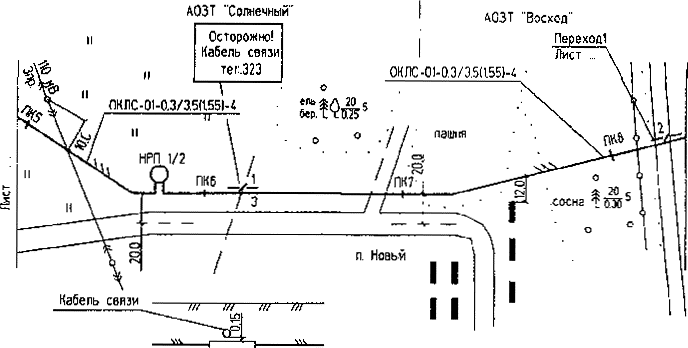 АОЗТ "Солнечный"
АОЗТ "Восход"
Осторожно!
Кабель связи
тег.323
Переход1
Лист ...
110 кВ
ПК5
10,0
ОКЛС-01-0,3/3,5(1,55)-4
ОКЛС-01-0,3/3,5(1,55)-4
ель
бер.
20
0,25
5
пашня
НРП 1/2
ПК6
1
3
ПК7
20,0
12,0
ПК8
2
сосна
20
0,30
5
Лист
20,0
п. Новый
Кабель связи
0,15